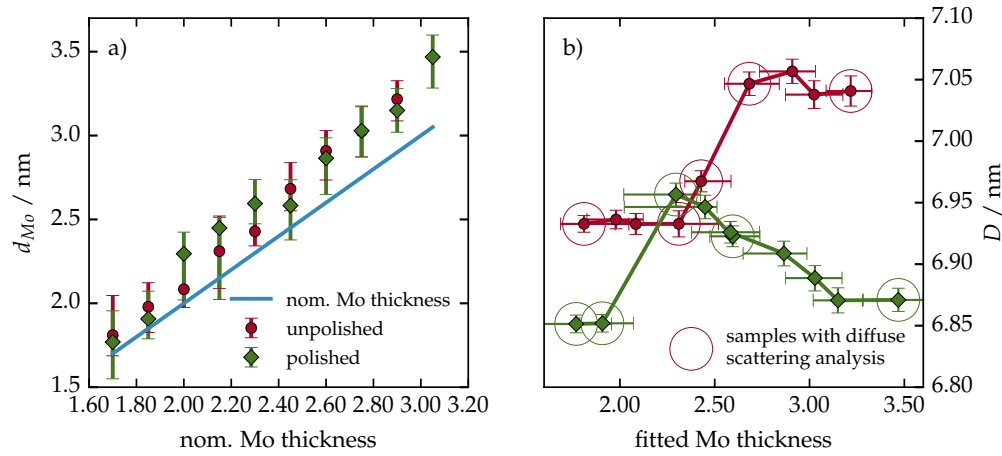 a)
3.5
3.0
2.5
2.0
1.5
d_Mo / nm
1.60 1.80 2.00 2.20 2.40 2.60 2.80 3.00 3.20
nom. Mo thickness
nom. Mo thickness
unpolished
polished
b)
7.10
7.05
7.00
6.95
6.90
6.85
6.80
D / nm
2.00 2.50 3.00 3.50
fitted Mo thickness
samples with diffuse
scattering analysis